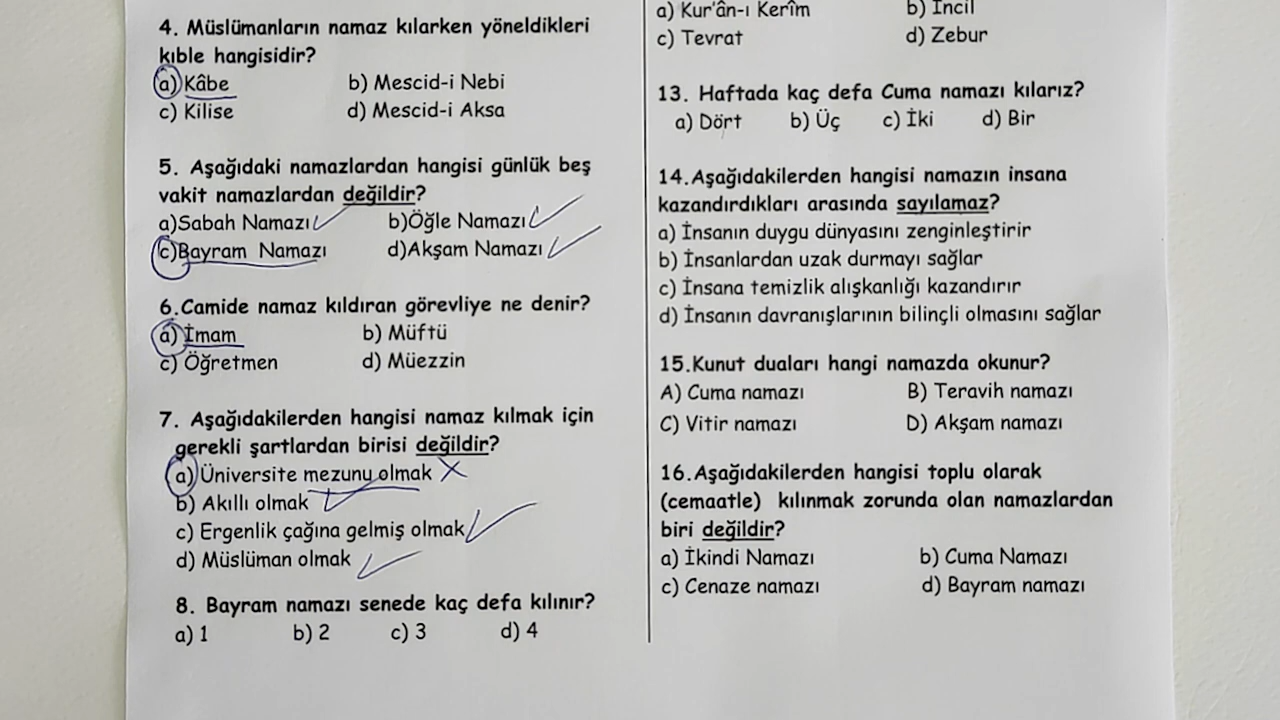 4. Müslümanların namaz kılarken yöneldikleri
kıble hangisidir?
a) Kâbe b) Mescid-i Nebi
c) Kilise d) Mescid-i Aksa
5. Aşağıdaki namazlardan hangisi günlük beş
vakit namazlardan değildir?
a)Sabah Namazı b)Öğle Namazı
c)Bayram Namazı d)Akşam Namazı
6.Camide namaz kıldıran görevliye ne denir?
a) İmam b) Müftü
c) Öğretmen d) Müezzin
7. Aşağıdakilerden hangisi namaz kılmak için
gerekli şartlardan birisi değildir?
a) Üniversite mezunu olmak
b) Akıllı olmak
c) Ergenlik çağına gelmiş olmak
d) Müslüman olmak
8. Bayram namazı senede kaç defa kılınır?
a) 1 b) 2 c) 3 d) 4
a) Kur'ân-ı Kerîm b) İncil
c) Tevrat d) Zebur
13. Haftada kaç defa Cuma namazı kılarız?
a) Dört b) Üç c) İki d) Bir
14.Aşağıdakilerden hangisi namazın insana
kazandırdıkları arasında sayılamaz?
a) İnsanın duygu dünyasını zenginleştirir
b) İnsanlardan uzak durmayı sağlar
c) İnsana temizlik alışkanlığı kazandırır
d) İnsanın davranışlarının bilinçli olmasını sağlar
15.Kunut duaları hangi namazda okunur?
A) Cuma namazı B) Teravih namazı
C) Vitir namazı D) Akşam namazı
16.Aşağıdakilerden hangisi toplu olarak
(cemaatle) kılınmak zorunda olan namazlardan
biri değildir?
a) İkindi Namazı b) Cuma Namazı
c) Cenaze namazı d) Bayram namazı